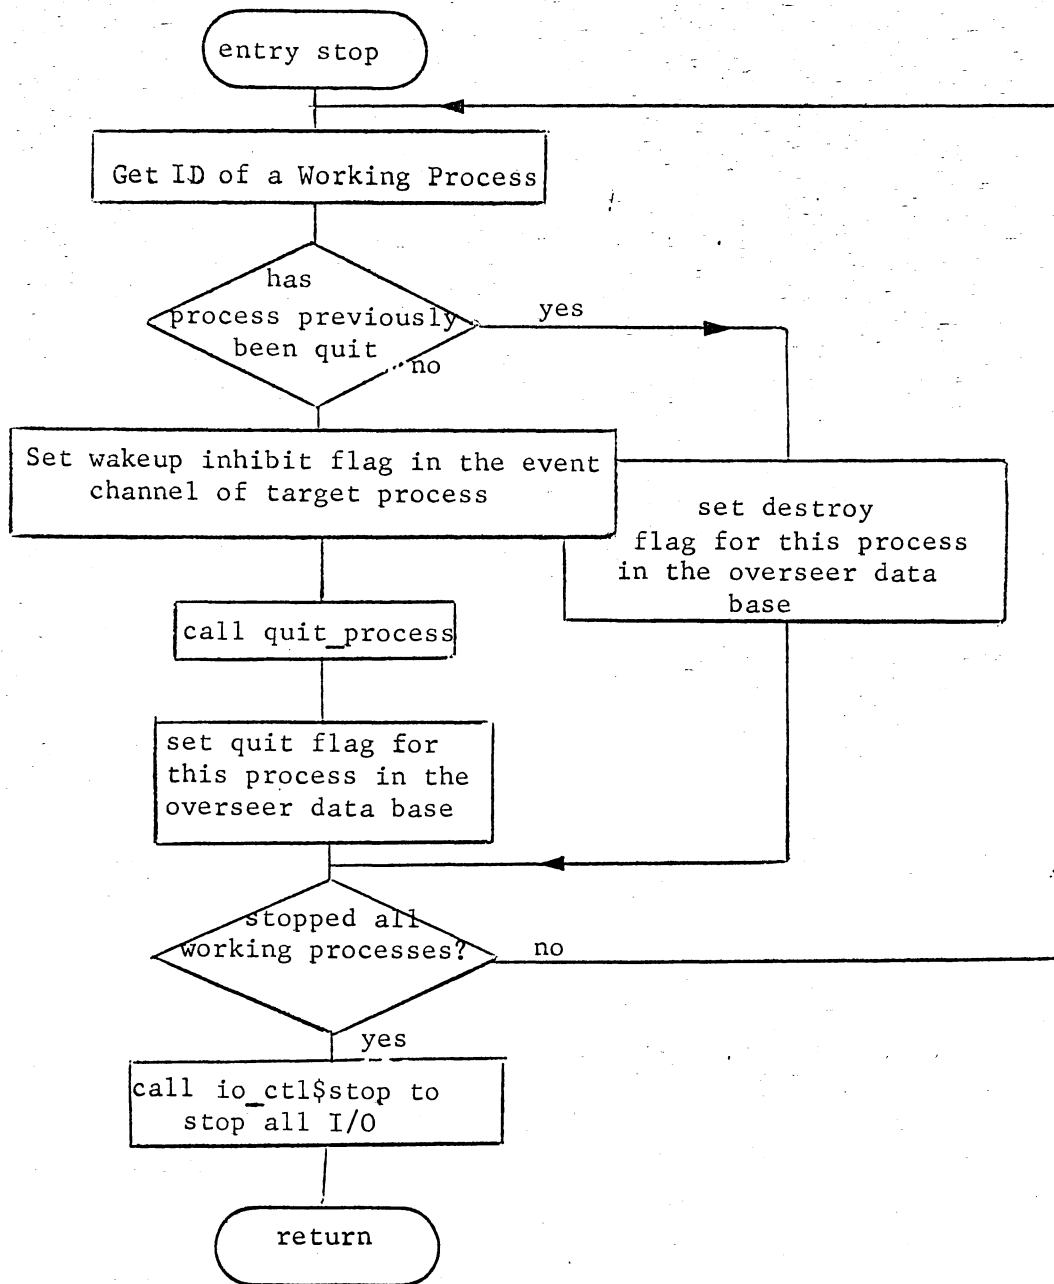 entry stop
Get ID of a Working Process
has
process previously
been quit
yes
no
Set wakeup inhibit flag in the event
channel of target process
set destroy
flag for this process
in the overseer data
base
call quit_process
set quit flag for
this process in the
overseer data base
stopped all
working processes?
no
yes
call io_ctl$stop to
stop all I/O
return